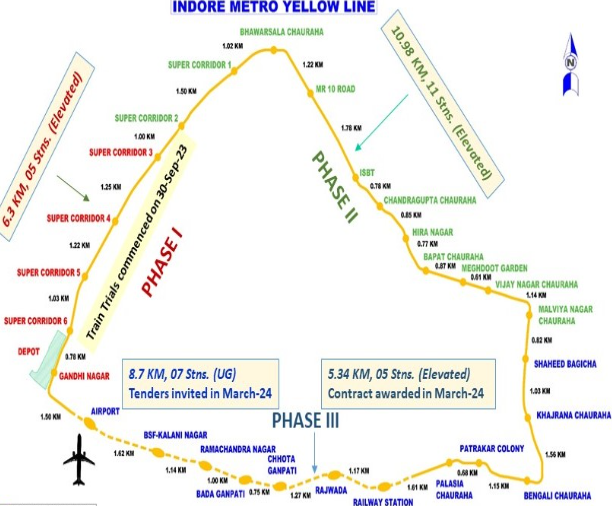 INDORE METRO YELLOW LINE
BHAWARSALA CHAURAHA
1.02 KM
1.22 KM
SUPER CORRIDOR 1
MR 10 ROAD
1.50 KM
SUPER CORRIDOR 2
1.78 KM
1.00 KM
SUPER CORRIDOR 3
10.98 KM, 11 Stns. (Elevated)
6.3 KM, 05 Stns. (Elevated)
N
PHASE II
ISBT
0.78 KM
1.25 KM
CHANDRAGUPTA CHAURAHA
0.85 KM
SUPER CORRIDOR 4
HIRA NAGAR
1.22 KM
0.77 KM
Train Trials commenced on 30-Sep-23
PHASE I
BAPAT CHAURAHA
0.87 KM
MEGHDOOT GARDEN
SUPER CORRIDOR 5
0.61 KM
VIJAY NAGAR CHAURAHA
1.03 KM
1.14 KM
MALVIYA NAGAR
CHAURAHA
SUPER CORRIDOR 6
0.82 KM
DEPOT
0.78 KM
SHAHEED BAGICHA
GANDHI NAGAR
8.7 KM, 07 Stns. (UG)
Tenders invited in March-24
5.34 KM, 05 Stns. (Elevated)
Contract awarded in March-24
1.03 KM
1.90 KM
AIRPORT
KHAJRANA CHAURAHA
PHASE III
BSF-KALANI NAGAR
1.62 KM
RAMACHANDRA NAGAR
PATRAKAR COLONY
1.56 KM
1.14 KM
CHHOTA
GANPATI
1.17 KM
0.68 KM
1.00 KM
BADA GANPATI
0.75 KM
1.27 KM
RAJWADA
RAILWAY STATION
1.61 KM
PALASIA
CHAURAHA
1.15 KM
BENGALI CHAURAHA